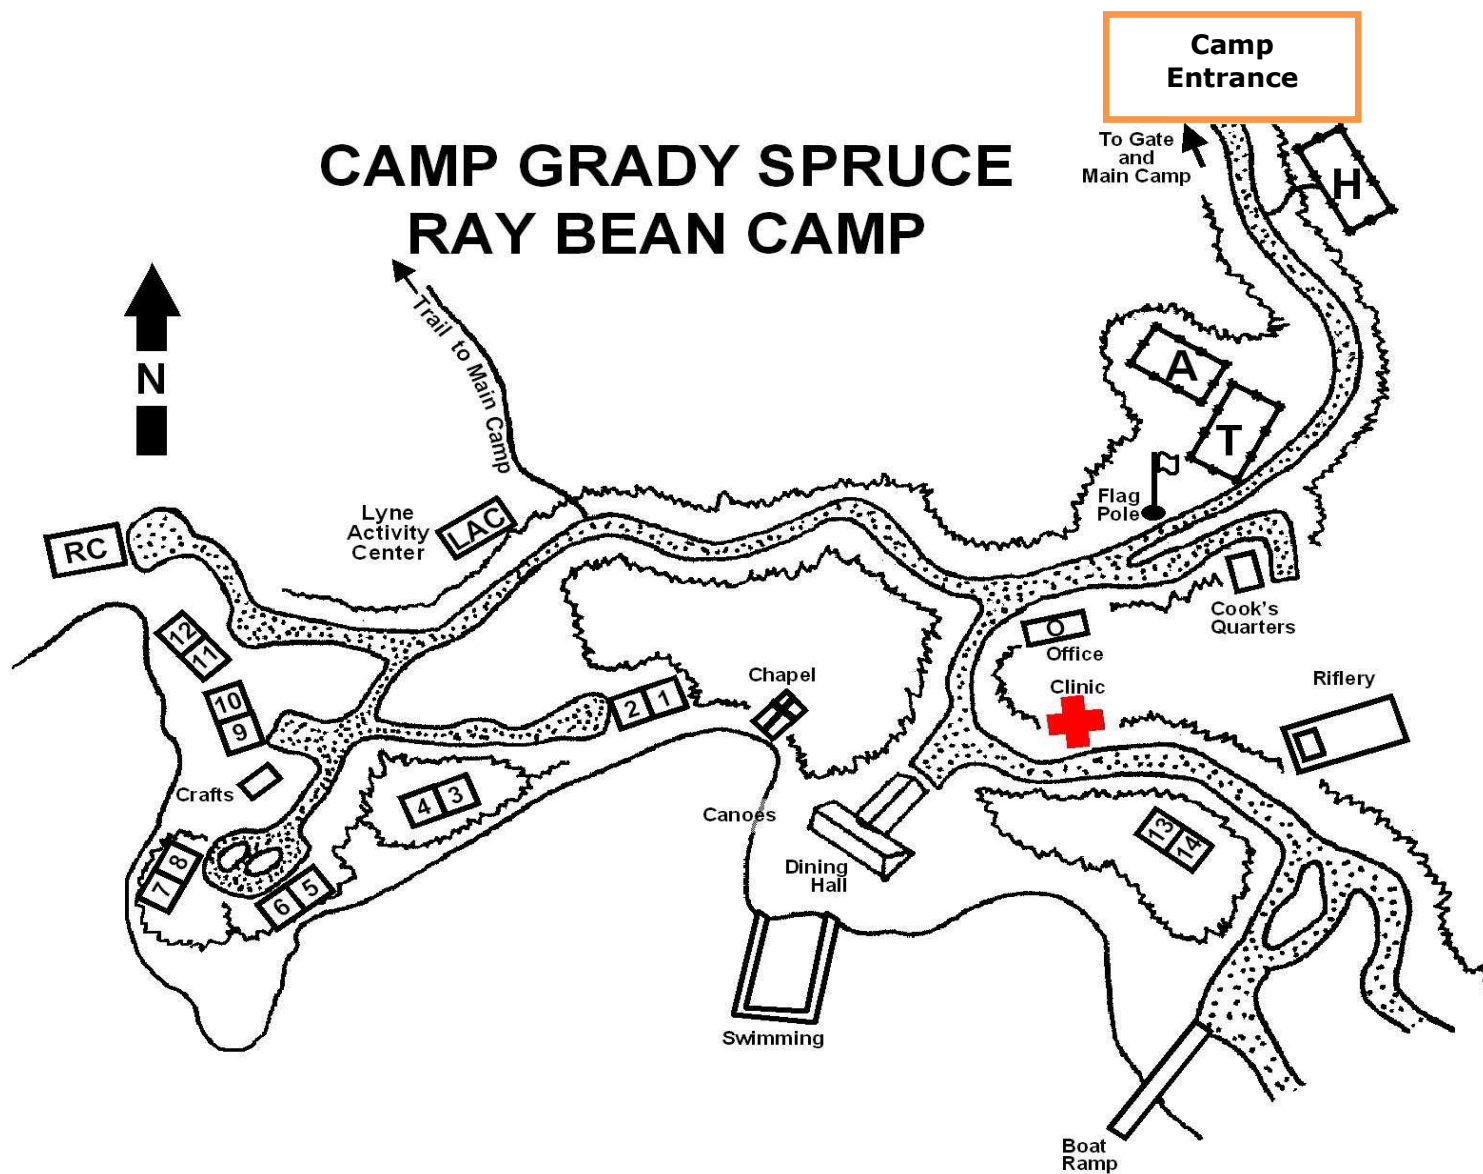 Camp
Entrance
CAMP GRADY SPRUCE
RAY BEAN CAMP
To Gate
and
Main Camp
H
A
T
Flag
Pole
N
Trail to Main Camp
Lyne
Activity
Center
LAC
RC
Cook's
Quarters
O
Office
Clinic
Riflery
12
11
10
9
2 1
Chapel
Crafts
4 3
Canoes
Dining
Hall
13
14
8
7
5
6
Swimming
Boat
Ramp